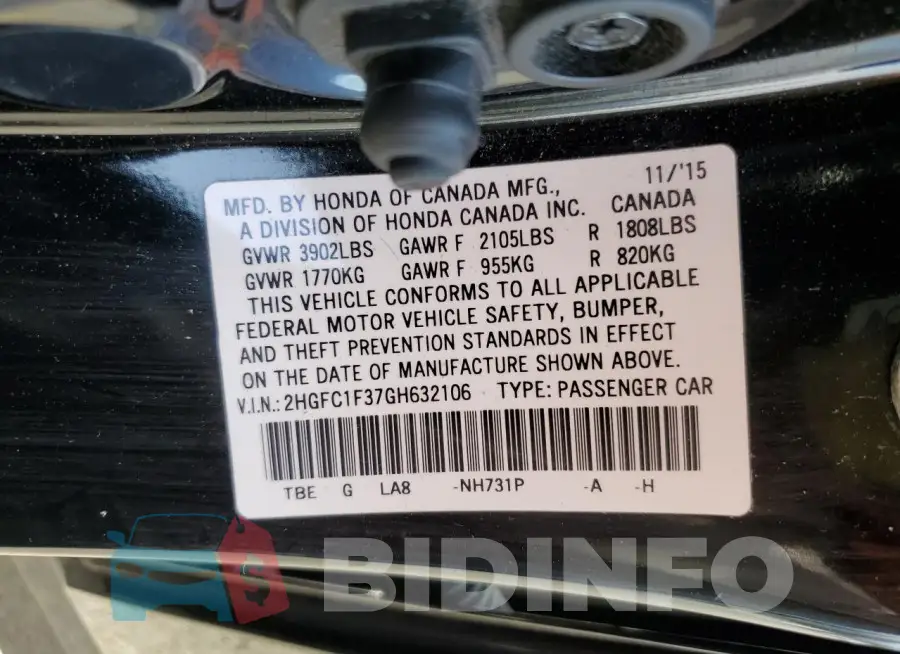 MFD. BY HONDA OF CANADA MFG., 11/'15
A DIVISION OF HONDA CANADA INC. CANADA
GVWR 3902LBS GAWR F 2105LBS R 1808LBS
GVWR 1770KG GAWR F 955KG R 820KG
THIS VEHICLE CONFORMS TO ALL APPLICABLE
FEDERAL MOTOR VEHICLE SAFETY, BUMPER,
AND THEFT PREVENTION STANDARDS IN EFFECT
ON THE DATE OF MANUFACTURE SHOWN ABOVE.
V.I.N.: 2HGFC1F37GH632106 TYPE: PASSENGER CAR
TBE G LA8 -NH731P -A -H
$ BIDINFO